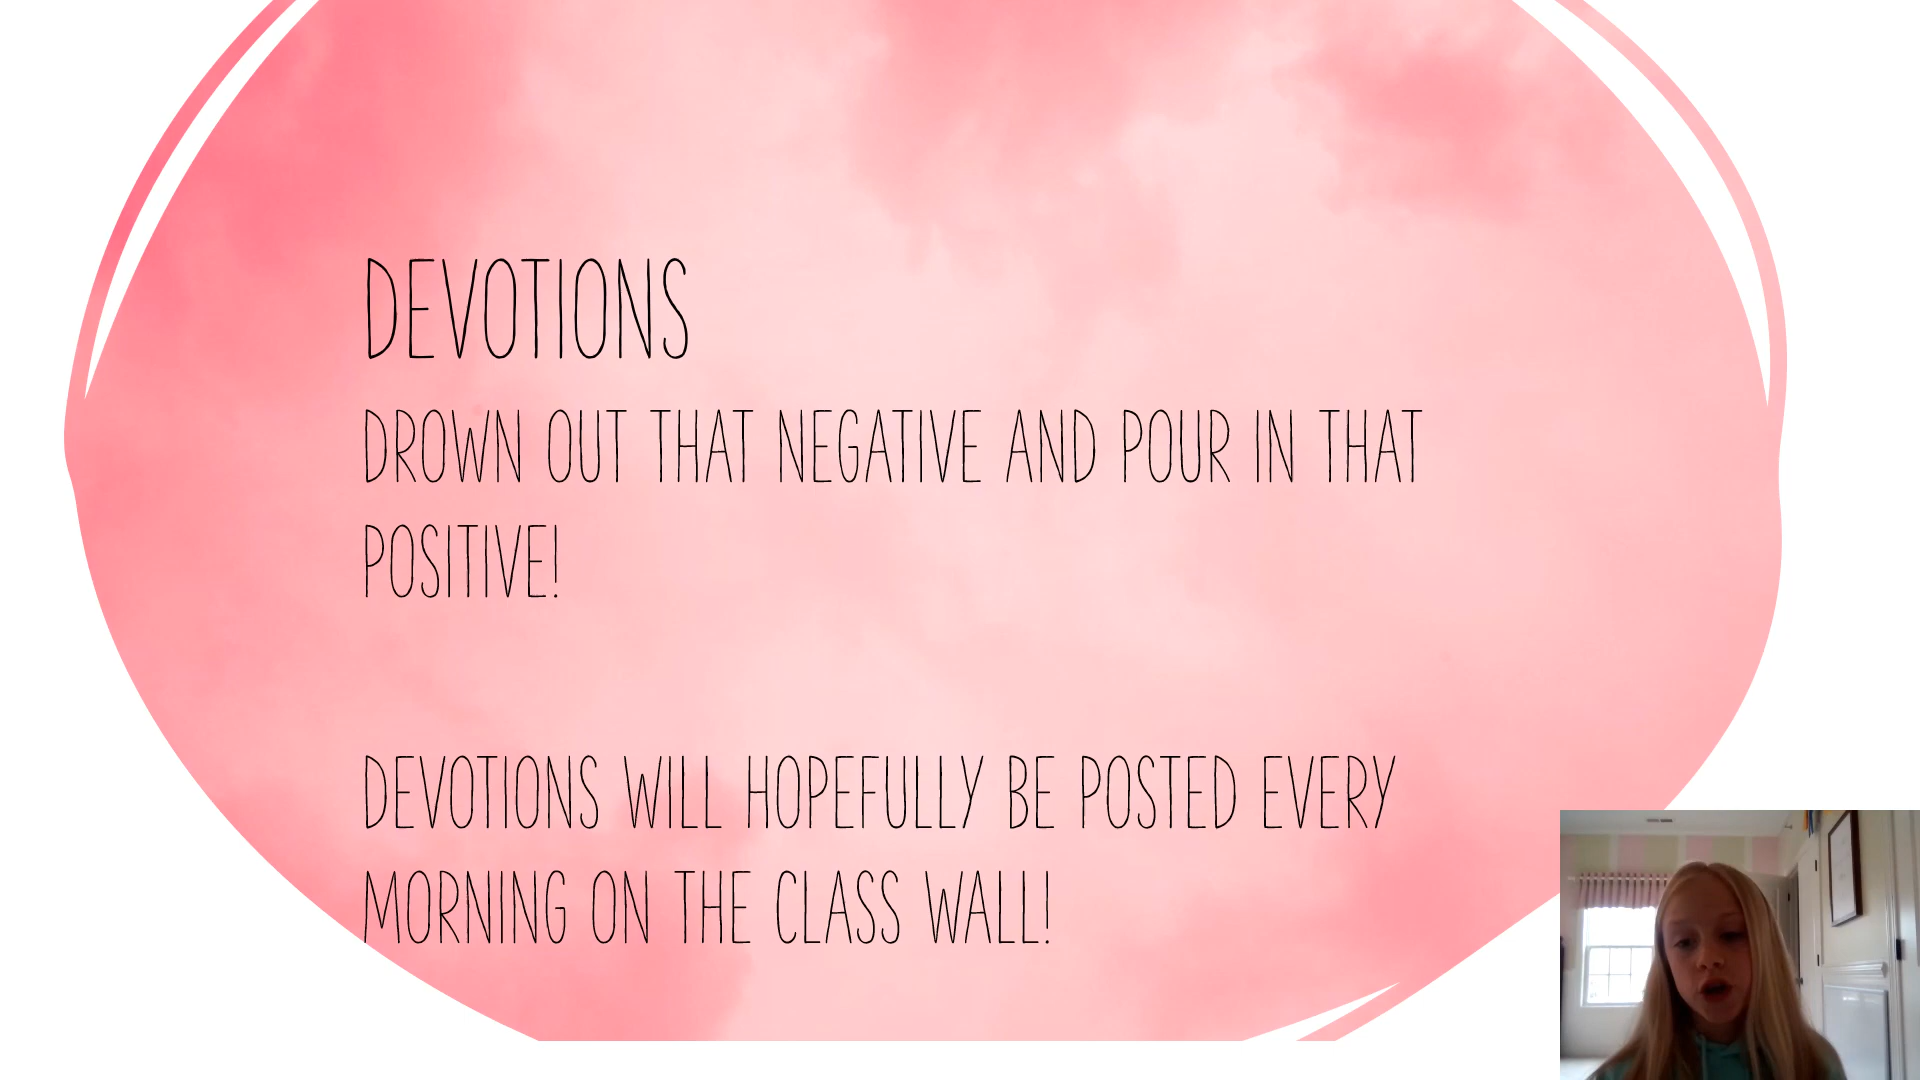 DEVOTIONS
DROWN OUT THAT NEGATIVE AND POUR IN THAT
POSITIVE!
DEVOTIONS WILL HOPEFULLY BE POSTED EVERY
MORNING ON THE CLASS WALL!